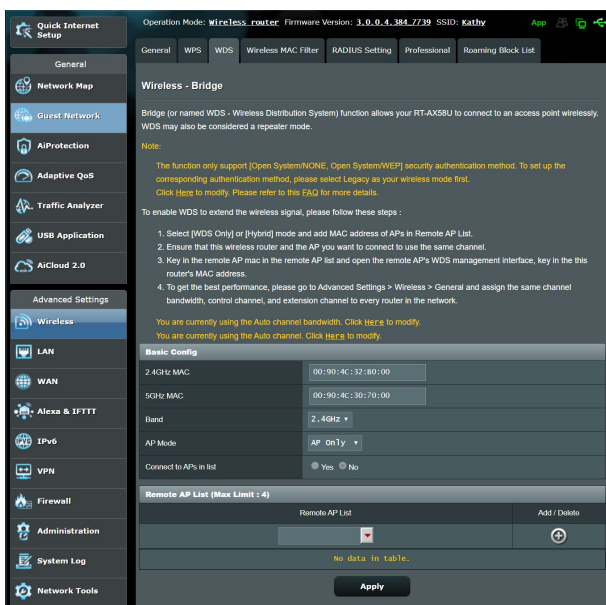 Quick Internet
Setup
General
Network Map
Guest Network
AiProtection
Adaptive QoS
Traffic Analyzer
USB Application
AiCloud 2.0
Advanced Settings
Wireless
LAN
WAN
Alexa & IFTTT
IPv6
VPN
Firewall
Administration
System Log
Network Tools
Operation Mode: Wireless router Firmware Version: 3.0.0.4.384_7739 SSID: Kathy App
General WPS WDS Wireless MAC Filter RADIUS Setting Professional Roaming Block List
Wireless - Bridge
Bridge (or named WDS - Wireless Distribution System) function allows your RT-AX58U to connect to an access point wirelessly.
WDS may also be considered a repeater mode.
Note:
The function only support [Open System/NONE, Open System/WEP] security authentication method. To set up the
corresponding authentication method, please select Legacy as your wireless mode first.
Click Here to modify. Please refer to this FAQ for more details.
To enable WDS to extend the wireless signal, please follow these steps :
1. Select [WDS Only] or [Hybrid] mode and add MAC address of APs in Remote AP List.
2. Ensure that this wireless router and the AP you want to connect to use the same channel.
3. Key in the remote AP mac in the remote AP list and open the remote AP's WDS management interface, key in the this
router's MAC address.
4. To get the best performance, please go to Advanced Settings > Wireless > General and assign the same channel
bandwidth, control channel, and extension channel to every router in the network.
You are currently using the Auto channel bandwidth. Click Here to modify.
You are currently using the Auto channel. Click Here to modify.
Basic Config
2.4GHz MAC 00:90:4C:32:80:00
5GHz MAC 00:90:4C:30:70:00
Band 2.4GHz
AP Mode AP Only
Connect to APs in list Yes No
Remote AP List (Max Limit : 4)
Remote AP List Add / Delete
No data in table.
Apply